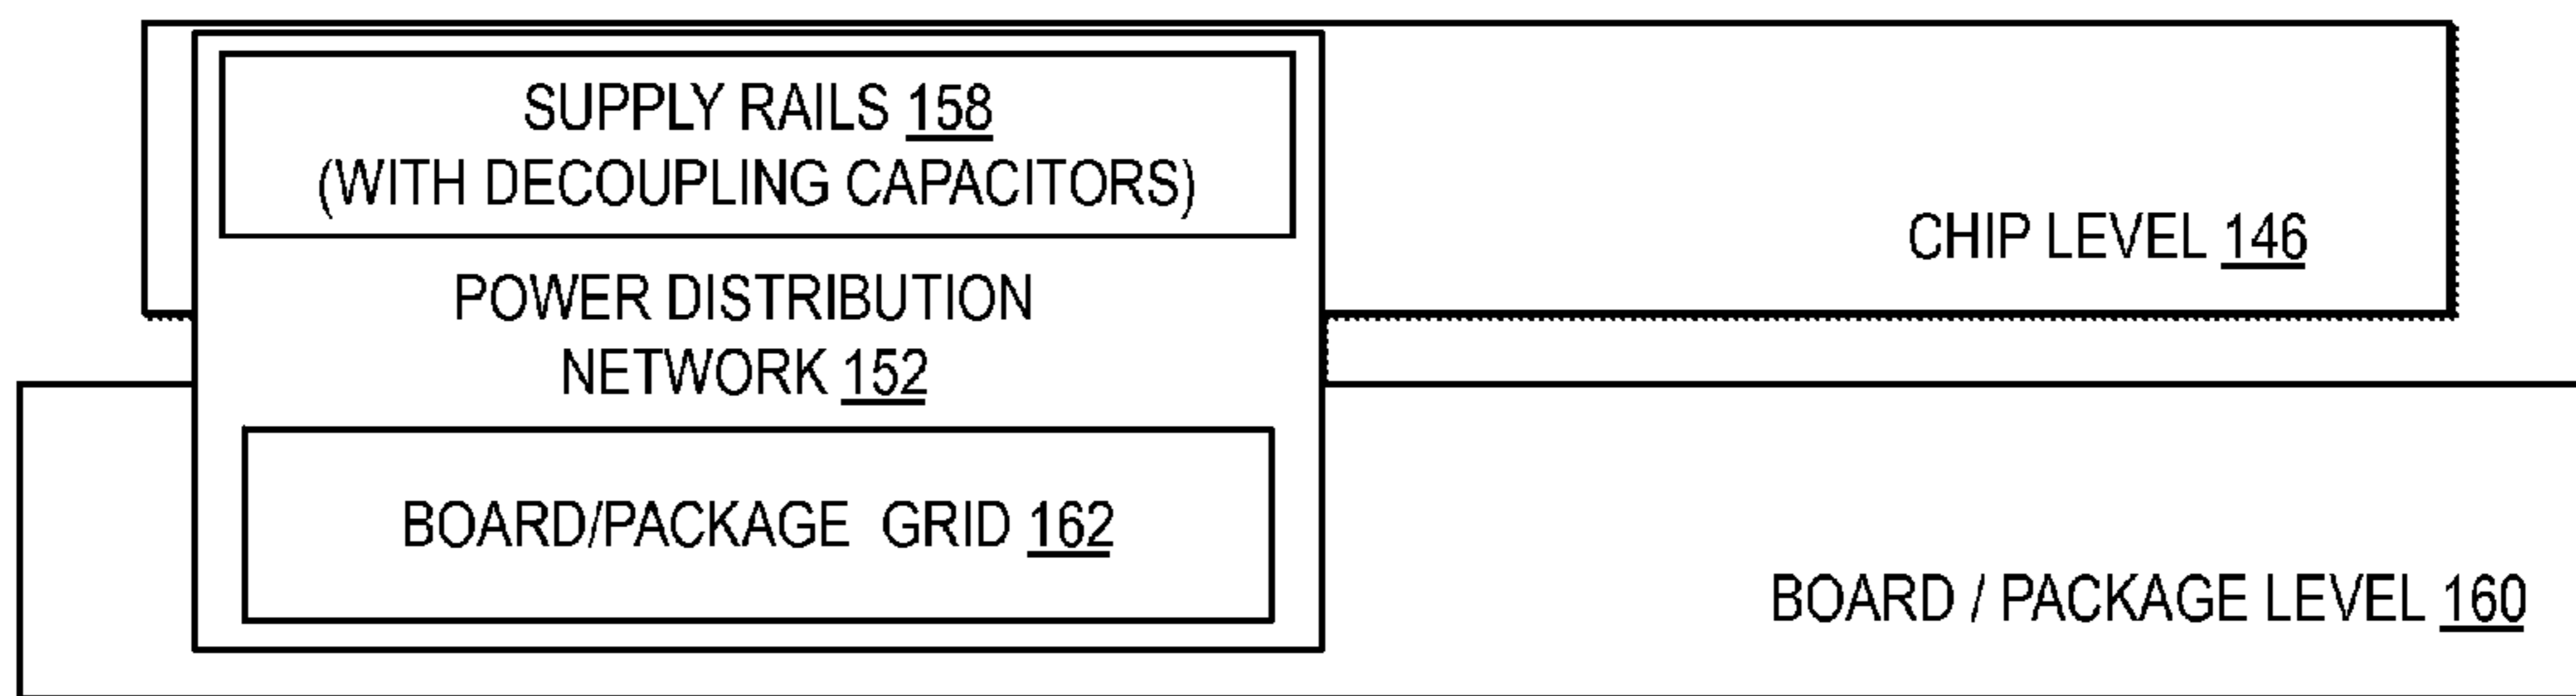 SUPPLY RAILS 158
(WITH DECOUPLING CAPACITORS)
CHIP LEVEL 146
POWER DISTRIBUTION
NETWORK 152
BOARD/PACKAGE GRID 162
BOARD / PACKAGE LEVEL 160